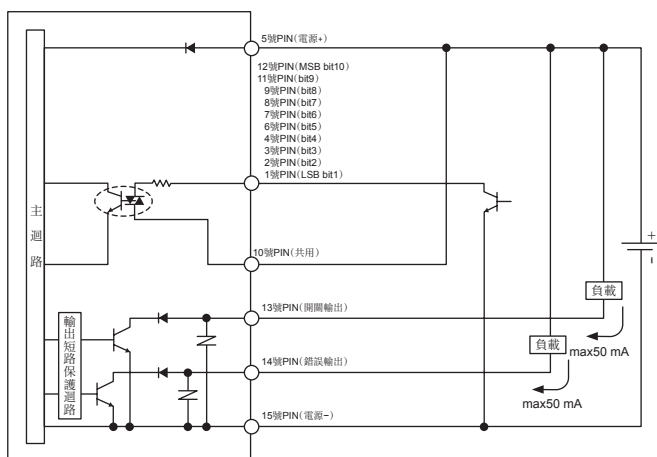 5號PIN(電源+)
12號PIN(MSB bit10)
11號PIN(bit9)
9號PIN(bit8)
8號PIN(bit7)
7號PIN(bit6)
6號PIN(bit5)
4號PIN(bit4)
3號PIN(bit3)
2號PIN(bit2)
1號PIN(LSB bit1)
主迴路
10號PIN(共用)
+
-
13號PIN(開關輸出)
負載
max50 mA
輸出短路保護迴路
14號PIN(錯誤輸出)
負載
max50 mA
15號PIN(電源−)